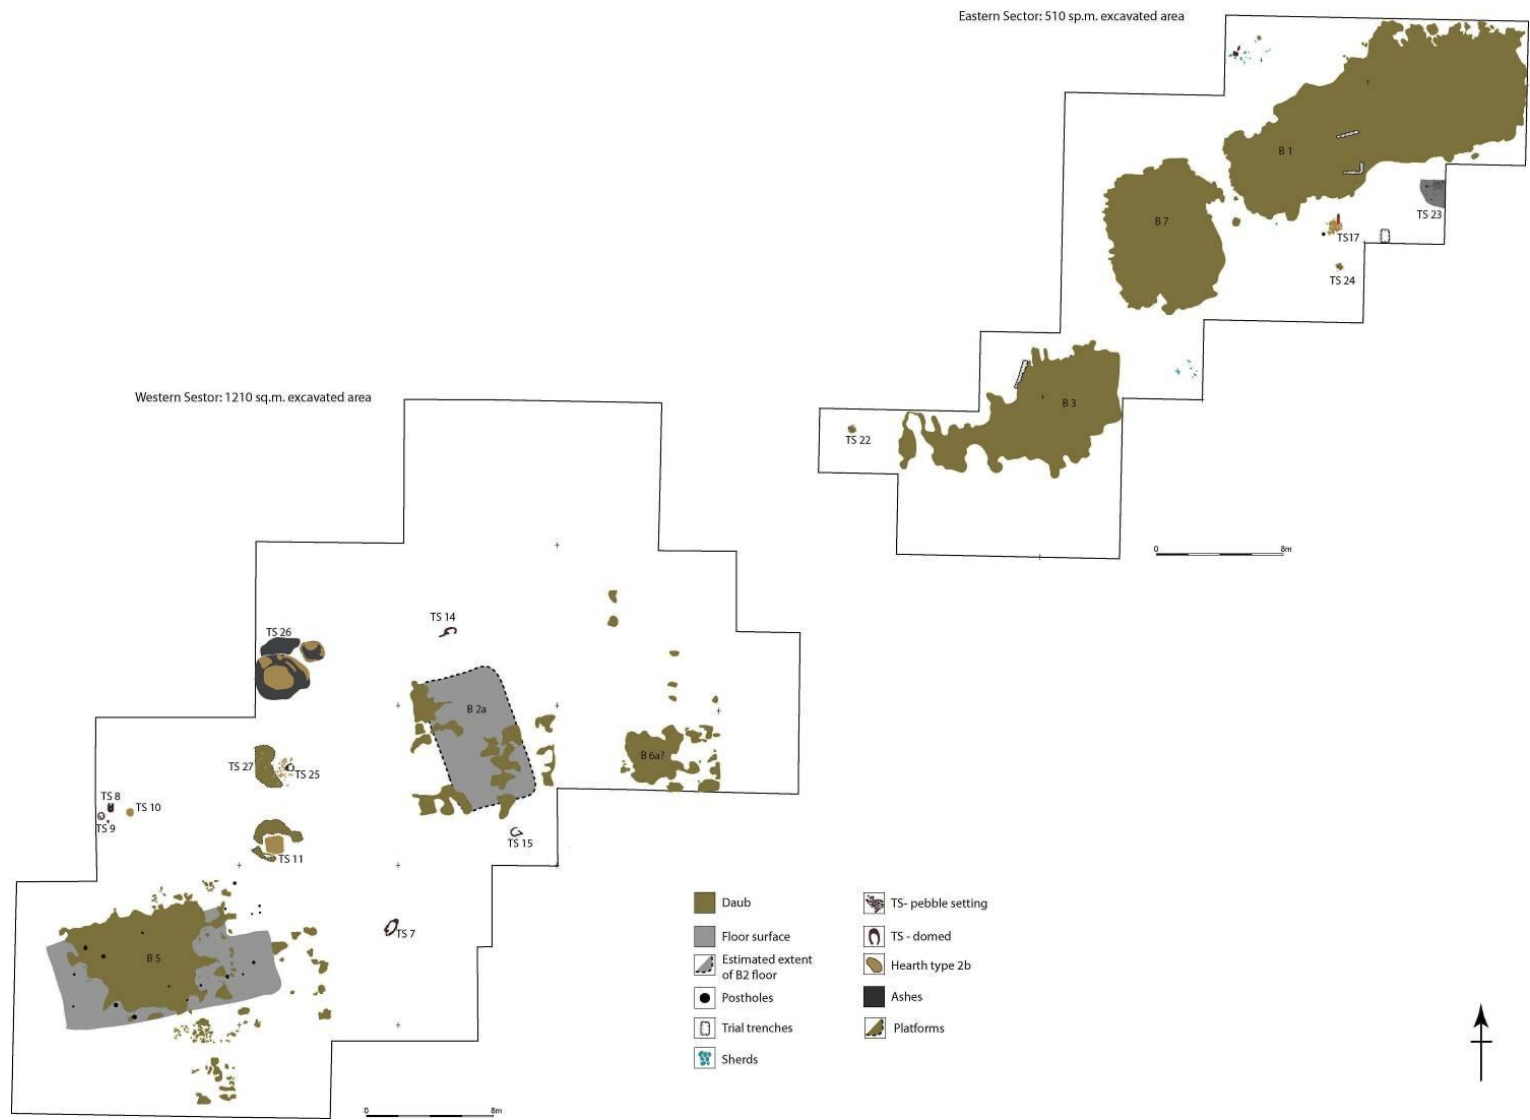 Eastern Sector: 510 sp.m. excavated area
B 1
B 7
TS 23
TS17
TS 24
B 3
TS 22
0 8m
Western Sestor: 1210 sq.m. excavated area
TS 14
TS 26
B 2a
B 6a?
TS 27
TS 25
TS 8
TS 10
TS 9
TS 15
TS 11
TS 7
B 5
0 8m
Daub
Floor surface
Estimated extent
of B2 floor
Postholes
Trial trenches
Sherds
TS- pebble setting
TS - domed
Hearth type 2b
Ashes
Platforms